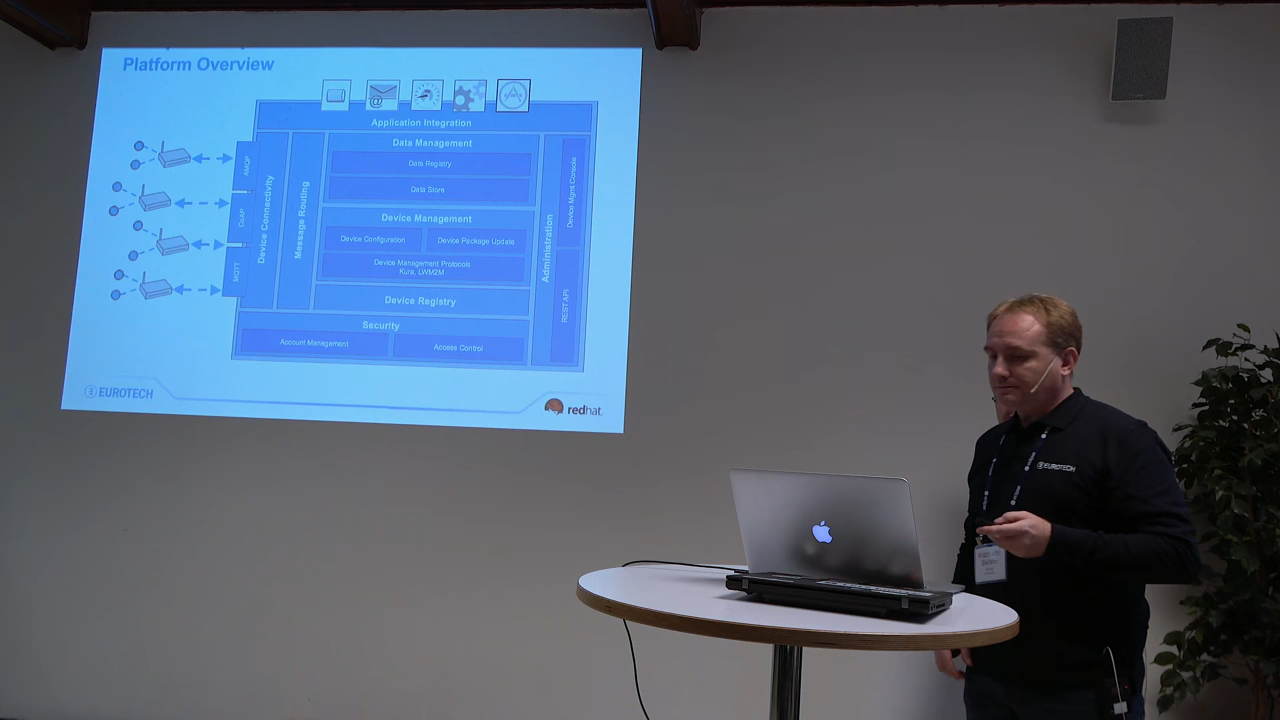 Platform Overview
Application Integration
AMQP
CoAP
MQTT
Device Connectivity
Message Routing
Data Management
Data Registry
Data Store
Device Management
Device Configuration
Device Package Update
Device Management Protocols
Kura, LWM2M
Device Registry
Administration
Device Mgmt Console
REST API
Security
Account Management
Access Control
EUROTECH
redhat.
EUROTECH